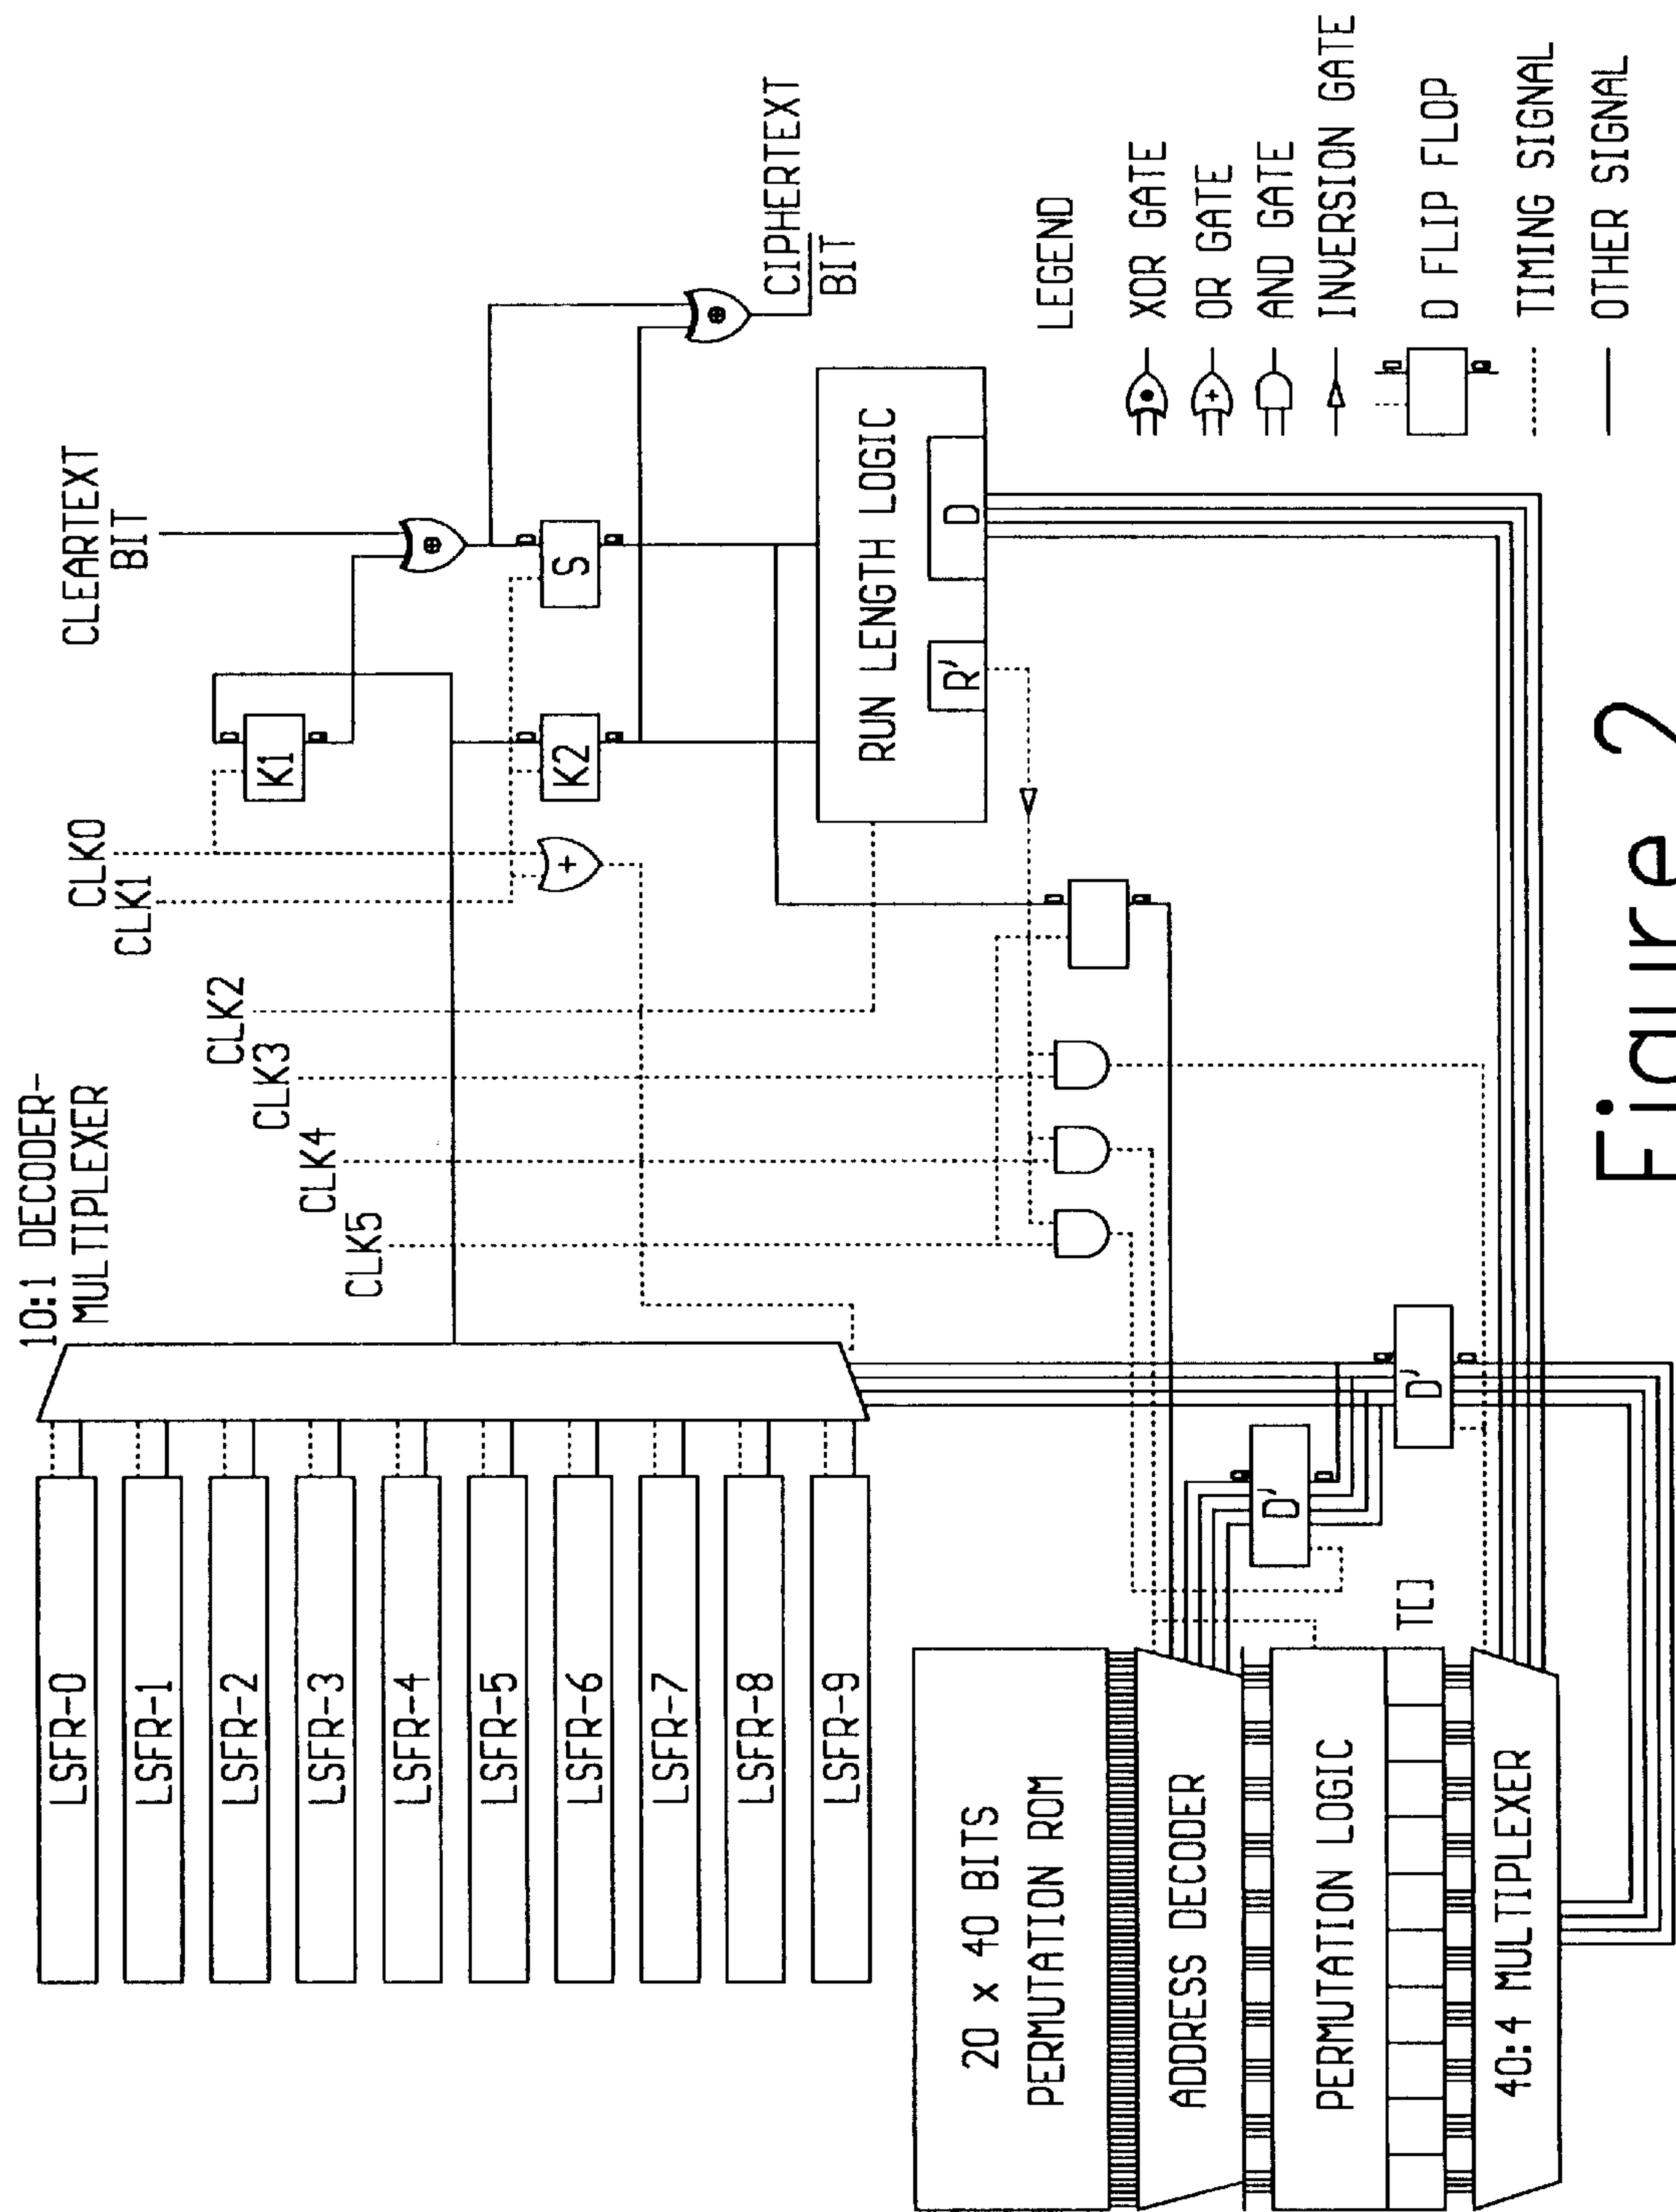 10:1 DECODER-
MULTIPLEXER
CLK5
CLK4
CLK3
CLK2
CLK1
CLK0
CLEARTEXT
BIT
LSFR-0
LSFR-1
LSFR-2
LSFR-3
LSFR-4
LSFR-5
LSFR-6
LSFR-7
LSFR-8
LSFR-9
K1
K2
S
CIPHERTEXT
BIT
RUN LENGTH LOGIC
R'
D
20 x 40 BITS
PERMUTATION ROM
ADDRESS DECODER
PERMUTATION LOGIC
T[]
40:4 MULTIPLEXER
D'
D'
LEGEND
XOR GATE
OR GATE
AND GATE
INVERSION GATE
D FLIP FLOP
TIMING SIGNAL
OTHER SIGNAL
Figure 2